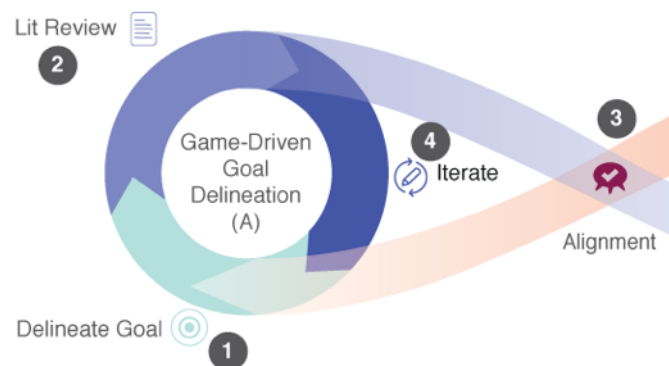 Lit Review
2
Game-Driven
Goal
Delineation
(A)
3
4
Iterate
Alignment
Delineate Goal
1